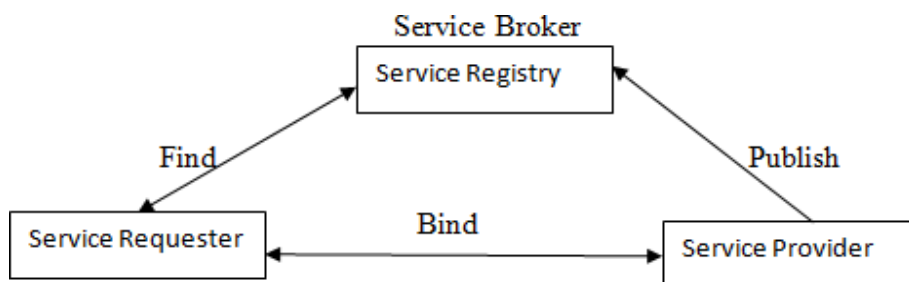 Service Broker
Service Registry
Find
Publish
Service Requester
Bind
Service Provider